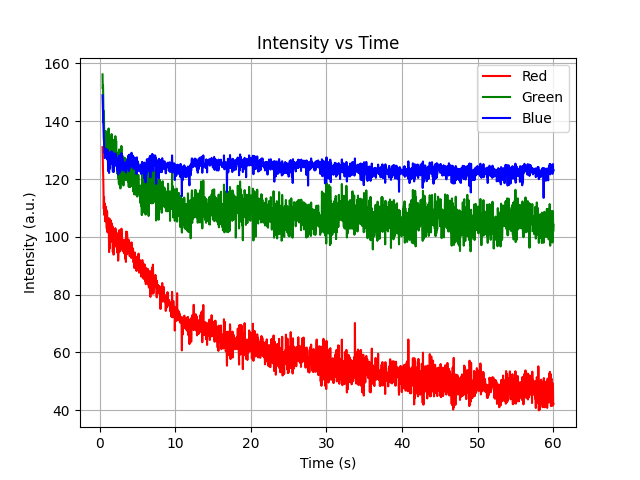 Intensity vs Time
Red
Green
Blue
Intensity (a.u.)
160
140
120
100
80
60
40
0 10 20 30 40 50 60
Time (s)